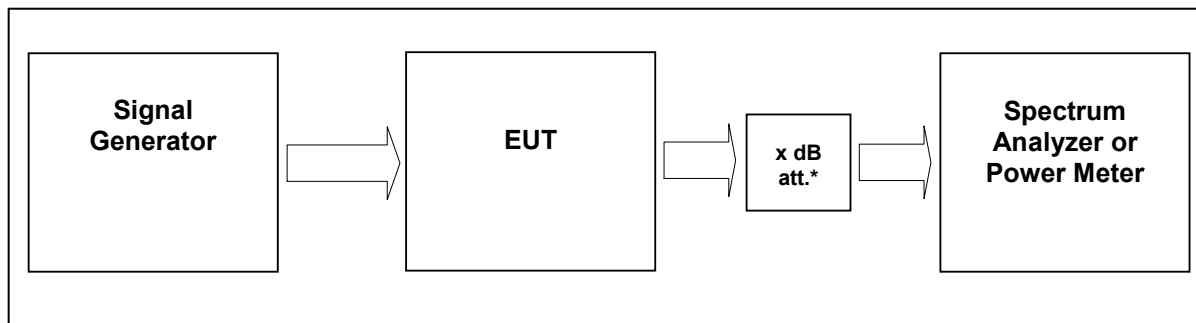 Signal
Generator
EUT
x dB
att.*
Spectrum
Analyzer or
Power Meter